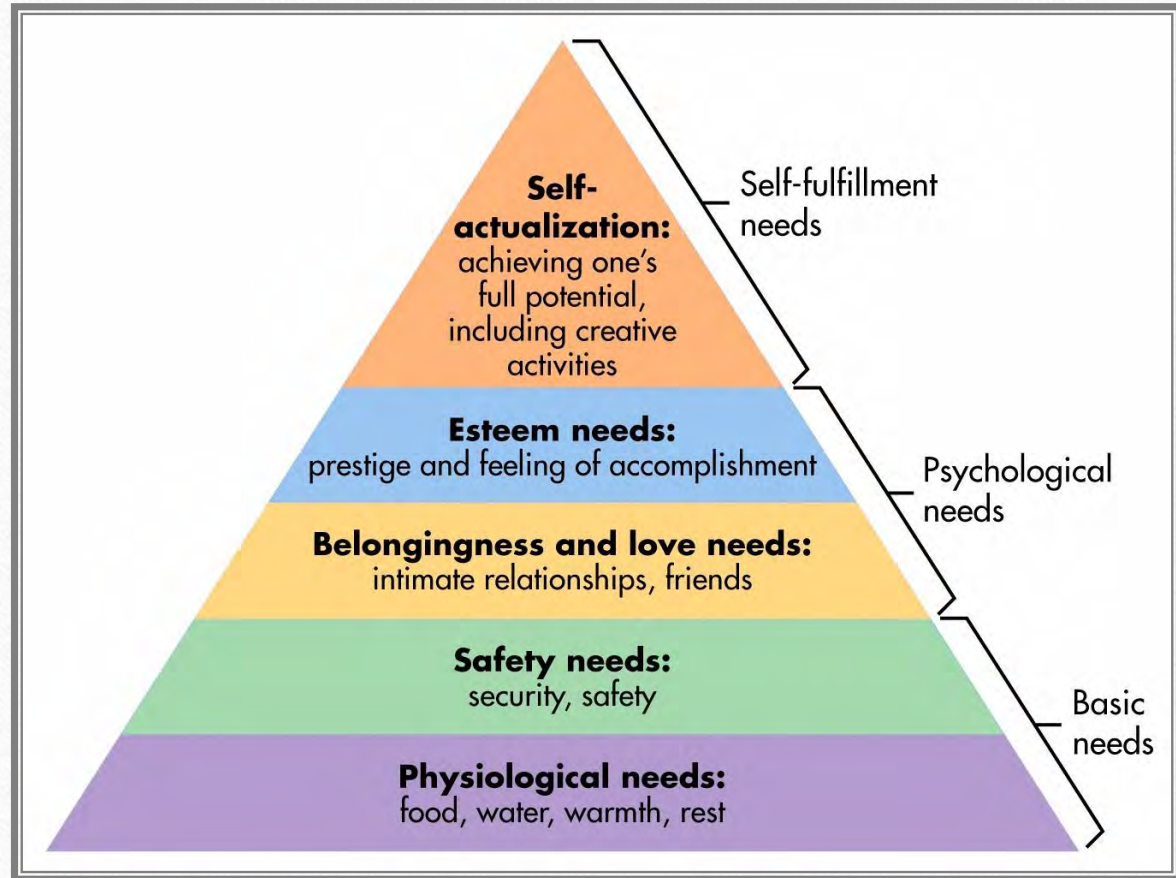 Self-
actualization:
achieving one's
full potential,
including creative
activities
Self-fulfillment
needs
Esteem needs:
prestige and feeling of accomplishment
Psychological
needs
Belongingness and love needs:
intimate relationships, friends
Safety needs:
security, safety
Basic
needs
Physiological needs:
food, water, warmth, rest